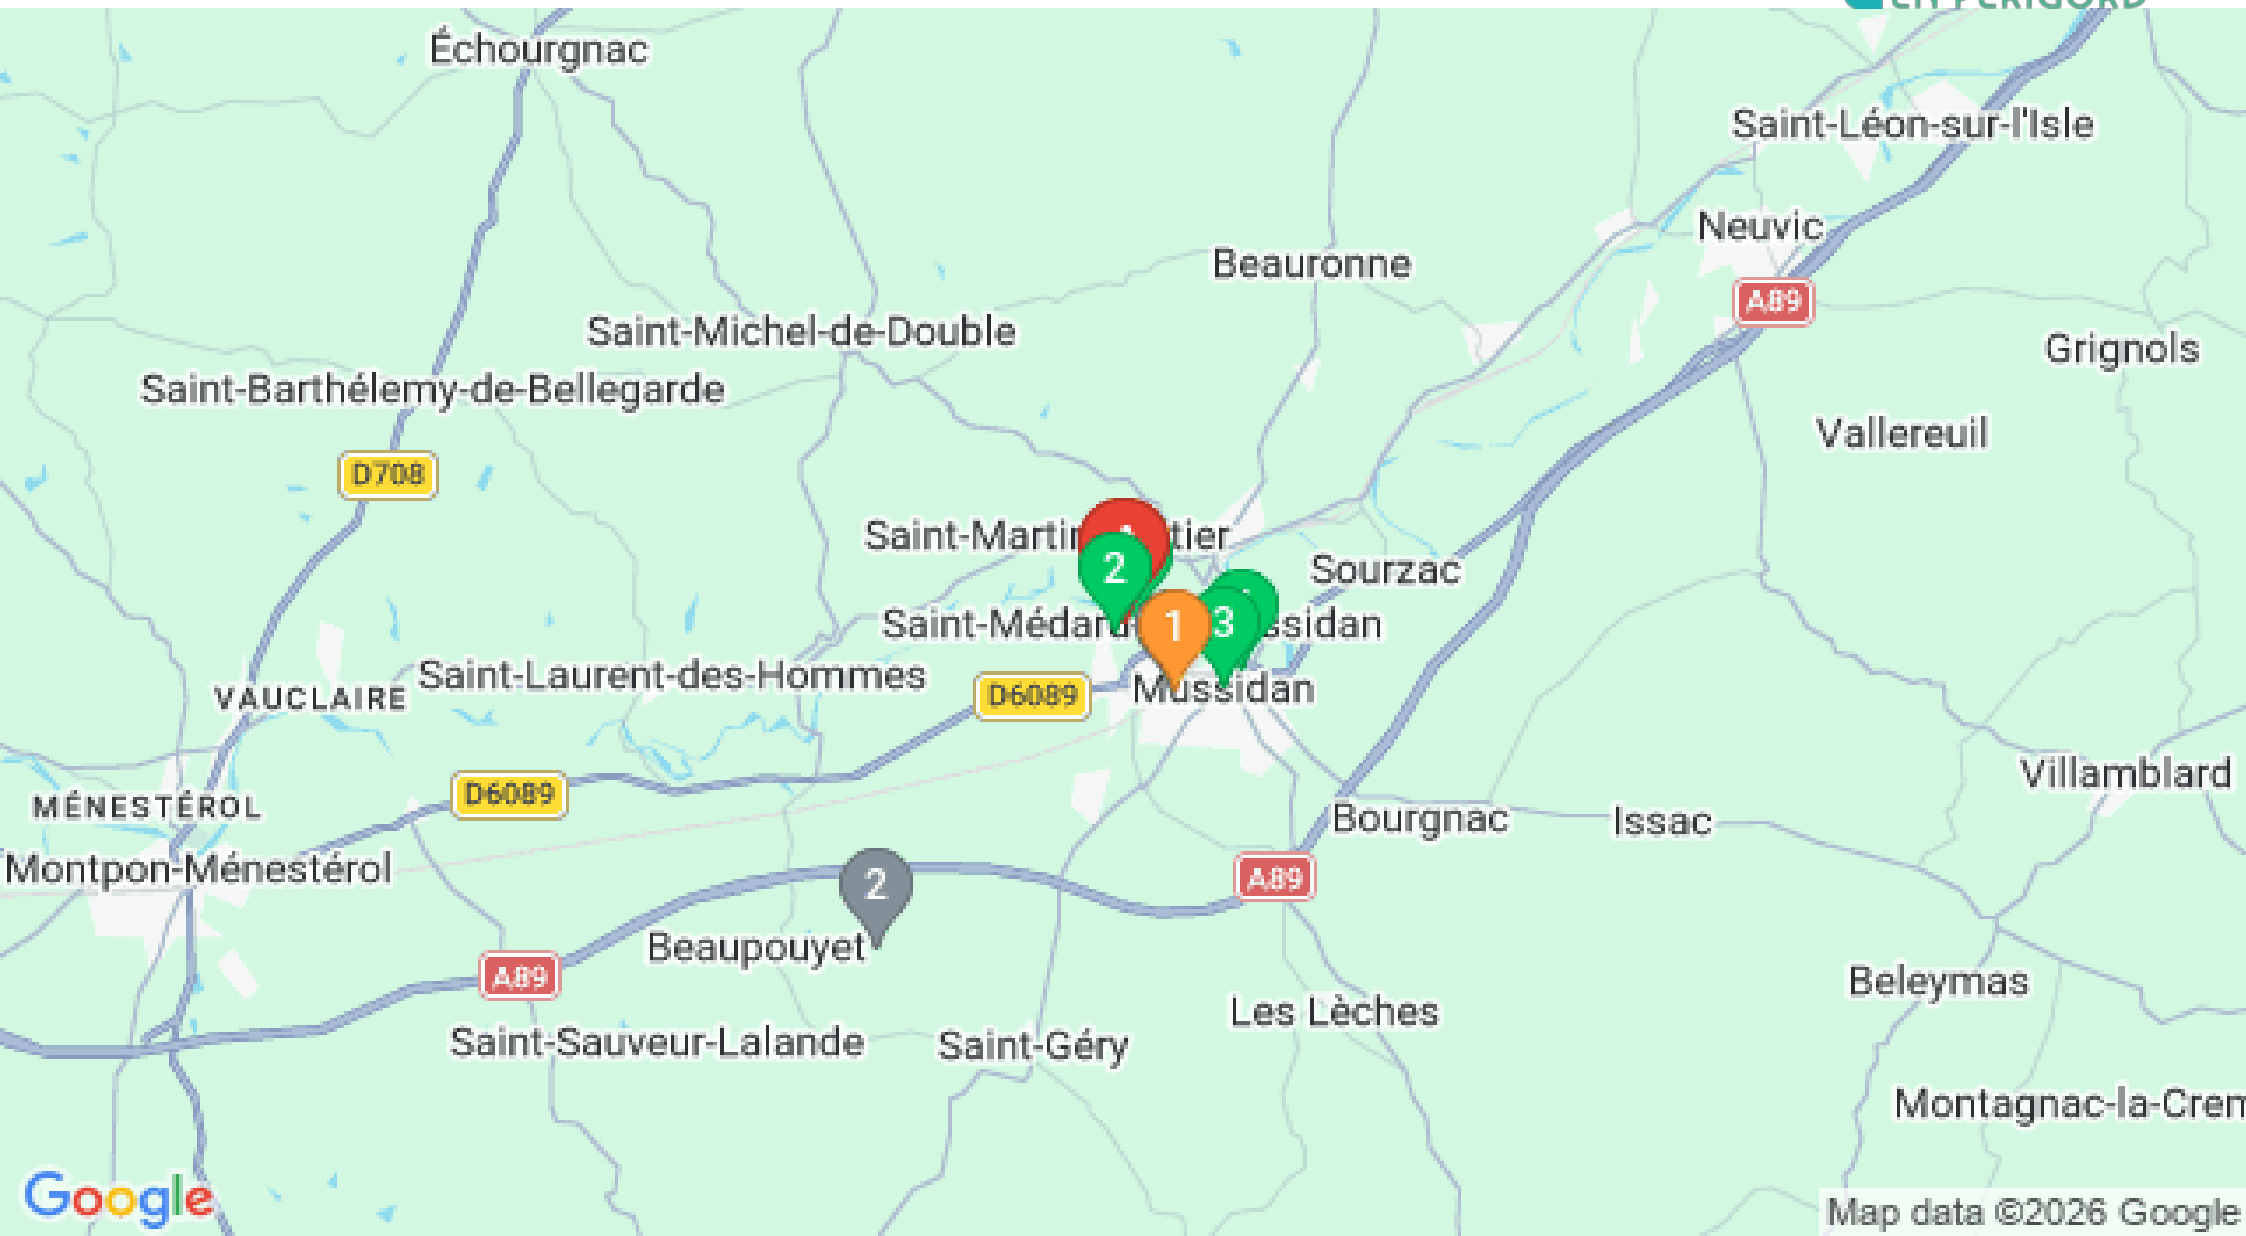 EN PÉRIGORD
Échourgnac
Saint-Léon-sur-l'Isle
Neuvic
Beauronne
A89
Saint-Michel-de-Double
Grignols
Saint-Barthélemy-de-Bellegarde
Vallereuil
D708
Saint-Martin
tier
2
Sourzac
1
3
Saint-Médard
ssidan
Saint-Laurent-des-Hommes
VAUCLAIRE
D6089
Mussidan
Villamblard
D6089
MÉNESTÉROL
Bourgnac
Issac
Montpon-Ménestérol
A89
2
Beaupouyet
A89
Beleymas
Les Lèches
Saint-Sauveur-Lalande
Saint-Géry
Montagnac-la-Crem
Google
Map data ©2026 Google